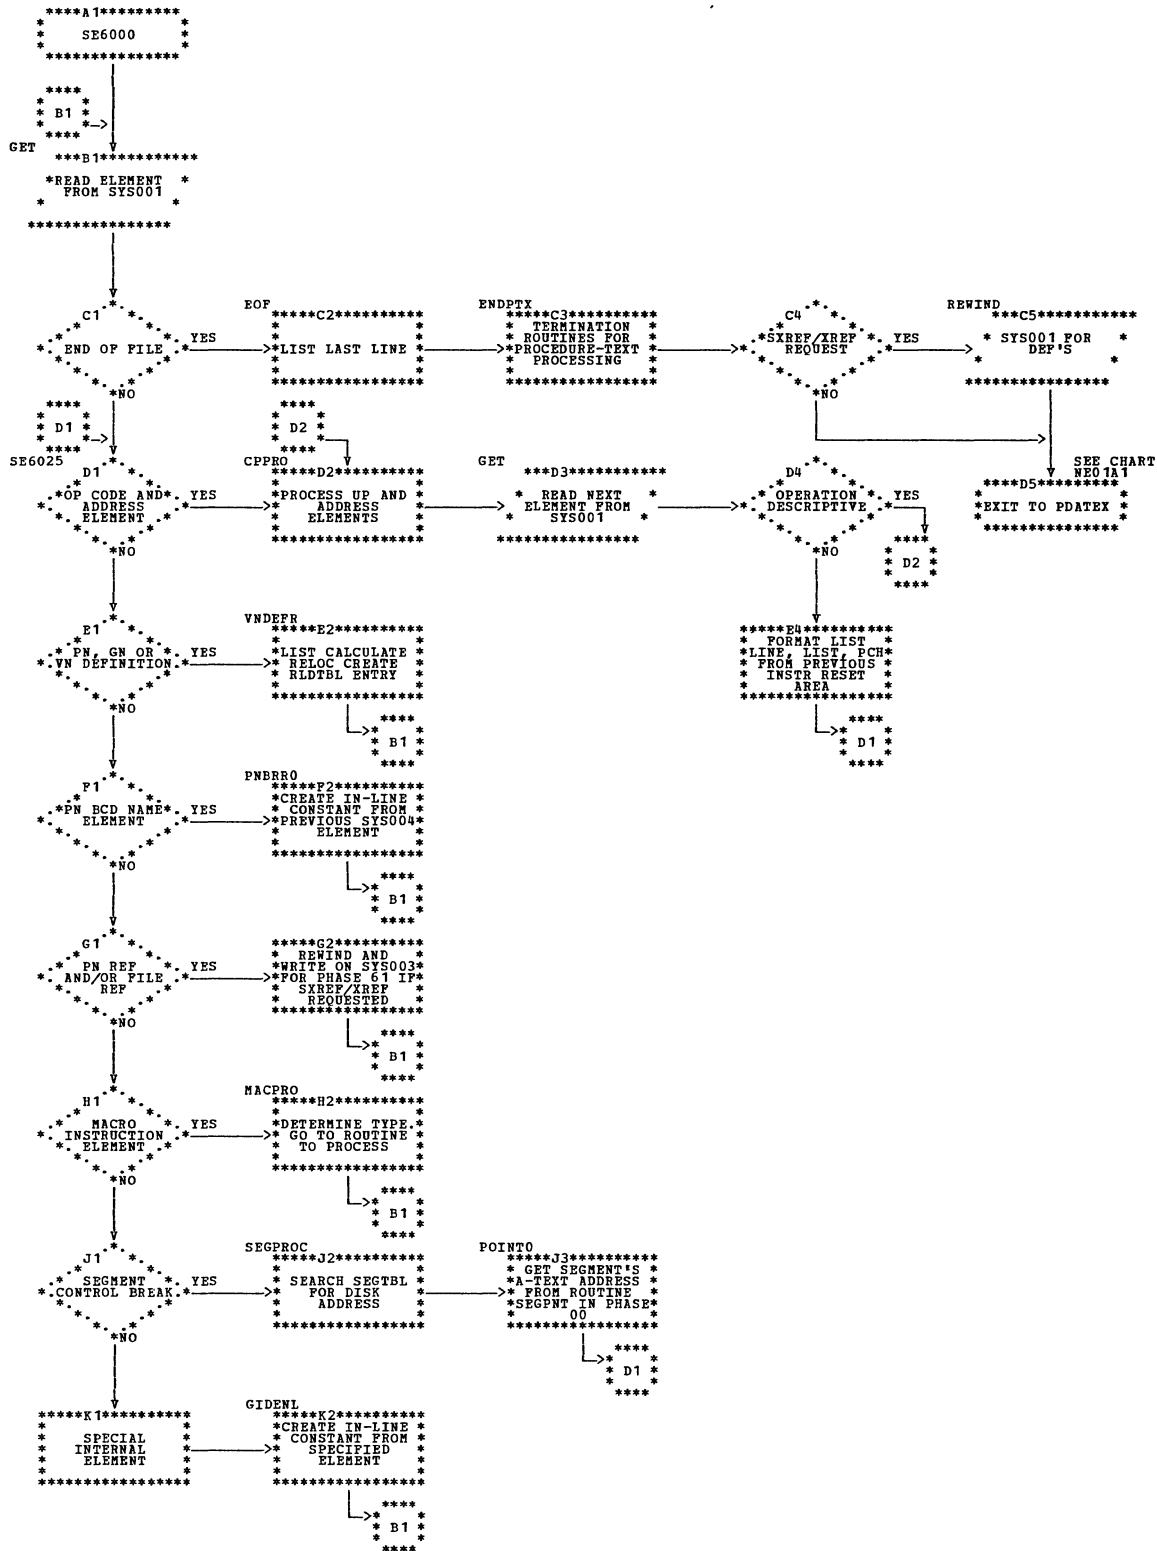 A1
SE6000
B1
GET
B1
READ ELEMENT
FROM SYS001
C1
END OF FILE
YES
NO
EOF
C2
LIST LAST LINE
ENDPTX
C3
TERMINATION
ROUTINES FOR
PROCEDURE-TEXT
PROCESSING
C4
SXREF/XREF
REQUEST
YES
NO
REWIND
C5
SYS001 FOR
DEF'S
D1
D2
SE6025
D1
OP CODE AND
ADDRESS
ELEMENT
YES
NO
CPPRO
D2
PROCESS UP AND
ADDRESS
ELEMENTS
GET
D3
READ NEXT
ELEMENT FROM
SYS001
D4
OPERATION
DESCRIPTIVE
YES
NO
D2
SEE CHART
NE01A1
D5
EXIT TO PDATEX
E1
PN, GN OR
VN DEFINITION
YES
NO
VNDEFR
E2
LIST CALCULATE
RELOC CREATE
RLDTBL ENTRY
B1
E4
FORMAT LIST
LINE, LIST, PCH
FROM PREVIOUS
INSTR RESET
AREA
D1
F1
PN BCD NAME
ELEMENT
YES
NO
PNBRR0
F2
CREATE IN-LINE
CONSTANT FROM
PREVIOUS SYS004
ELEMENT
B1
G1
PN REF
AND/OR FILE
REF
YES
NO
G2
REWIND AND
WRITE ON SYS003
FOR PHASE 61 IF
SXREF/XREF
REQUESTED
B1
H1
MACRO
INSTRUCTION
ELEMENT
YES
NO
MACPRO
H2
DETERMINE TYPE.
GO TO ROUTINE
TO PROCESS
B1
J1
SEGMENT
CONTROL BREAK
YES
NO
SEGPROC
J2
SEARCH SEGTBL
FOR DISK
ADDRESS
POINT0
J3
GET SEGMENT'S
A-TEXT ADDRESS
FROM ROUTINE
SEGPNT IN PHASE
00
D1
K1
SPECIAL
INTERNAL
ELEMENT
GIDENL
K2
CREATE IN-LINE
CONSTANT FROM
SPECIFIED
ELEMENT
B1